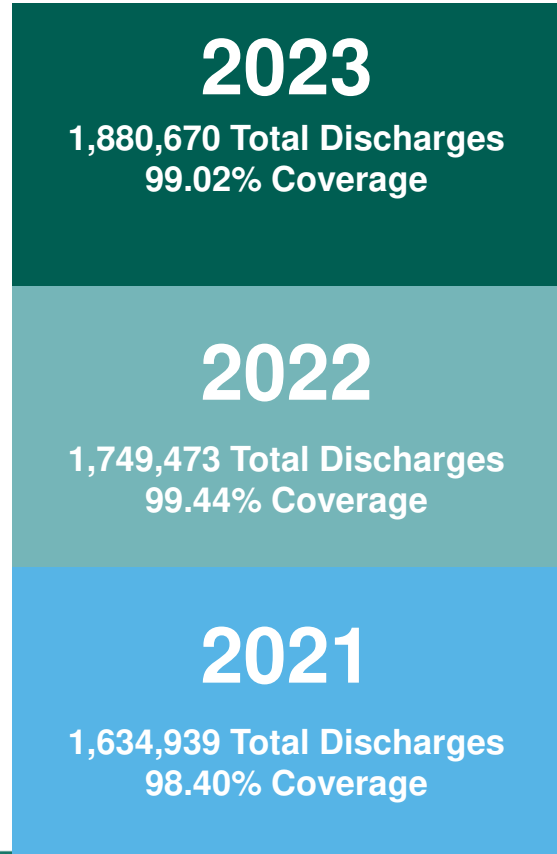 2023
1,880,670 Total Discharges
99.02% Coverage
2022
1,749,473 Total Discharges
99.44% Coverage
2021
1,634,939 Total Discharges
98.40% Coverage